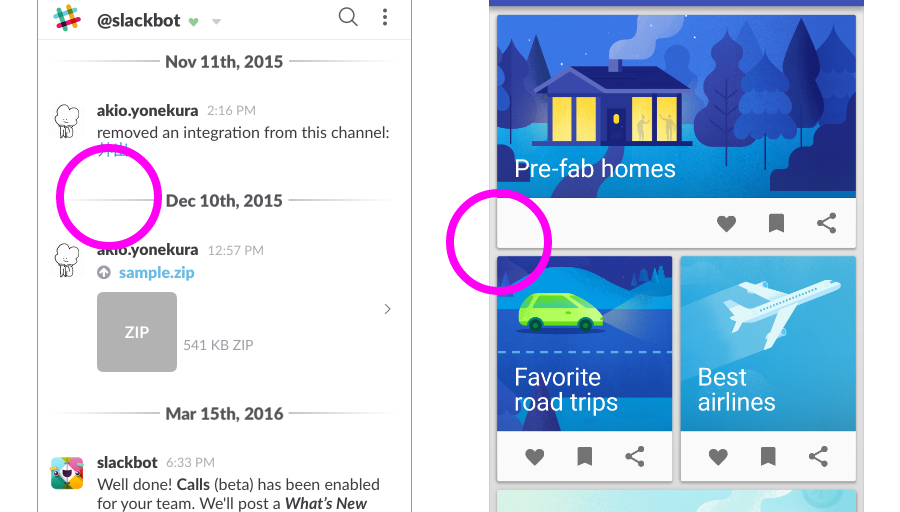 @slackbot
Nov 11th, 2015
akio.yonekura 2:16 PM
removed an integration from this channel:
Dec 10th, 2015
akio.yonekura 12:57 PM
sample.zip
ZIP
541 KB ZIP
Mar 15th, 2016
slackbot 6:33 PM
Well done! Calls (beta) has been enabled
for your team. We'll post a What's New
Pre-fab homes
Favorite
road trips
Best
airlines